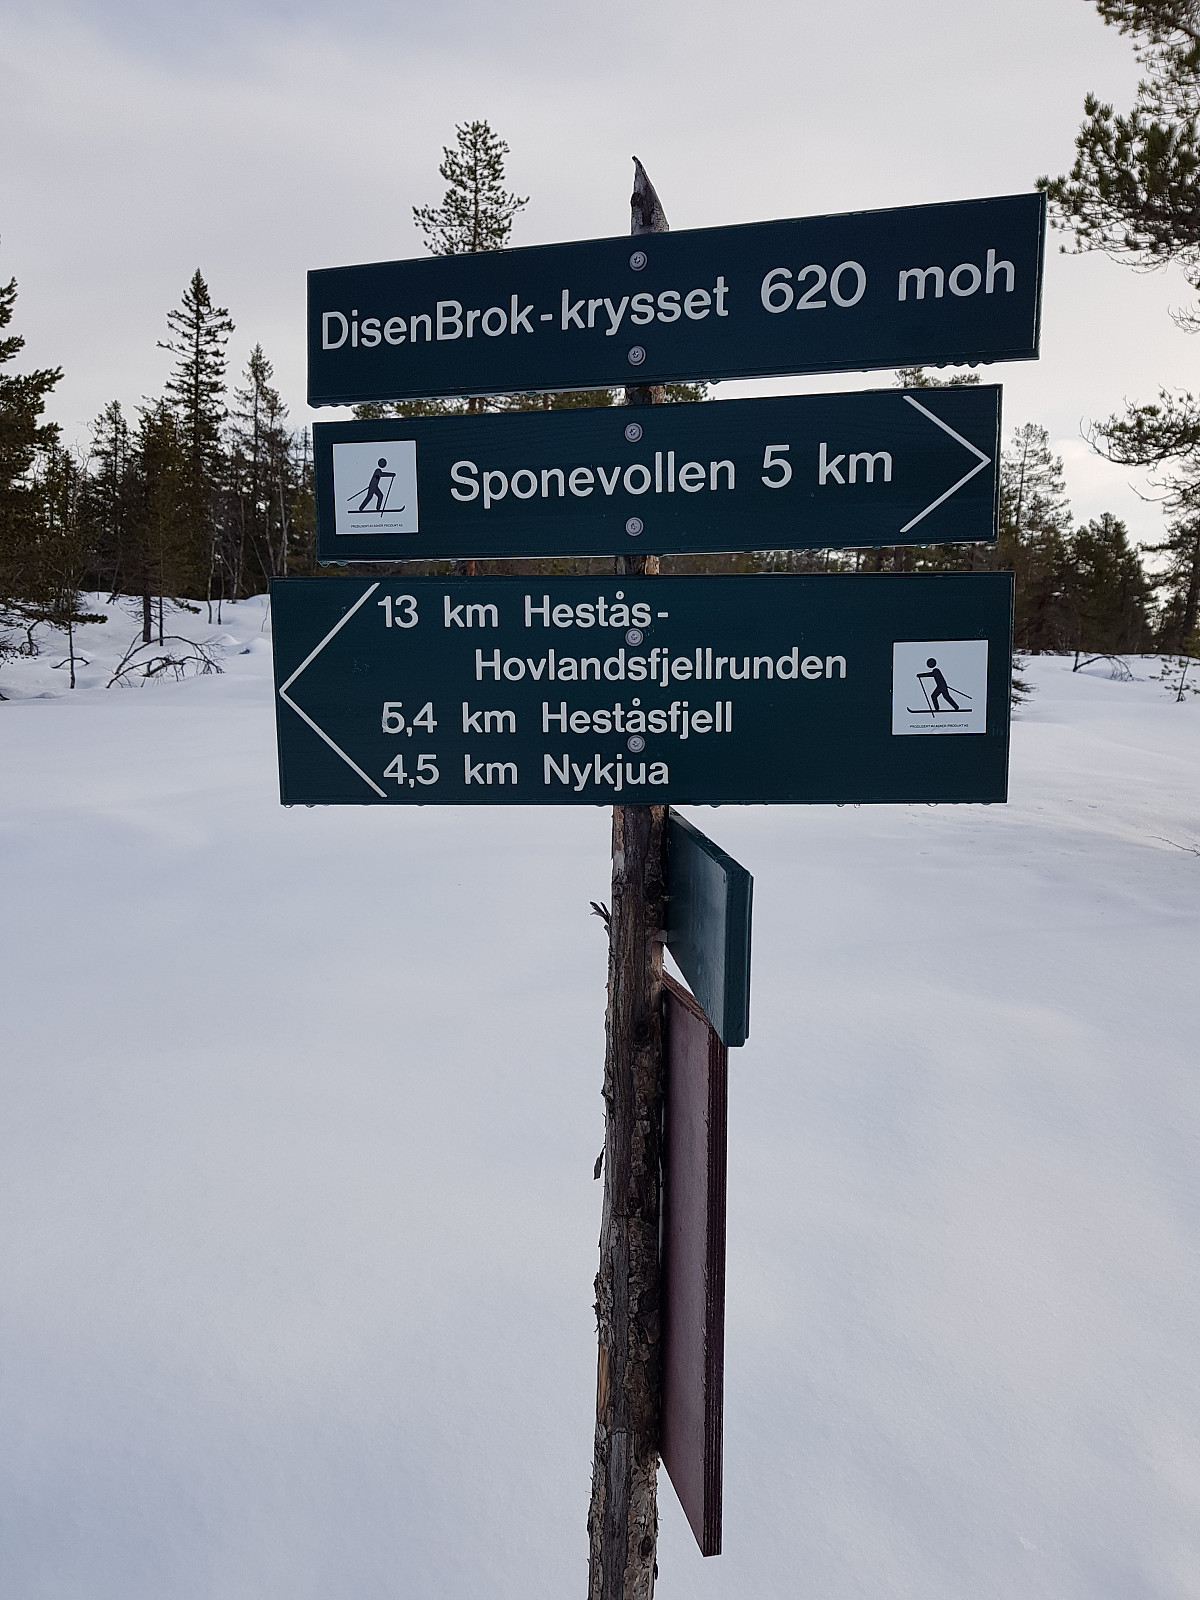 DisenBrok-krysset 620 moh
Sponevollen 5 km
13 km Hestås-
Hovlandsfjellrunden
5,4 km Heståsfjell
4,5 km Nykjua